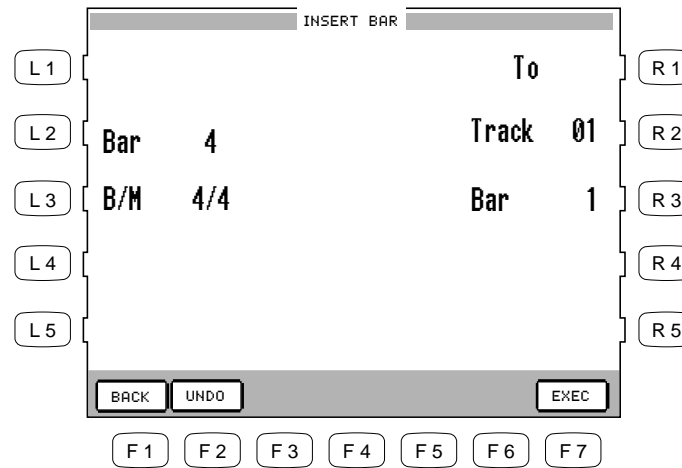 INSERT BAR
L1 To R1
L2 Bar 4 Track 01 R2
L3 B/M 4/4 Bar 1 R3
L4 R4
L5 R5
BACK UNDO EXEC
F1 F2 F3 F4 F5 F6 F7